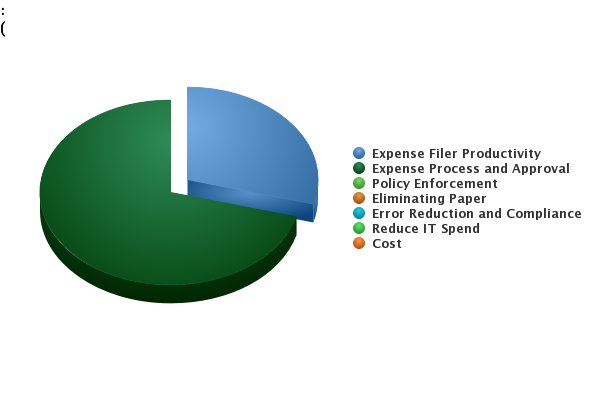 :
(
Expense Filer Productivity
Expense Process and Approval
Policy Enforcement
Eliminating Paper
Error Reduction and Compliance
Reduce IT Spend
Cost